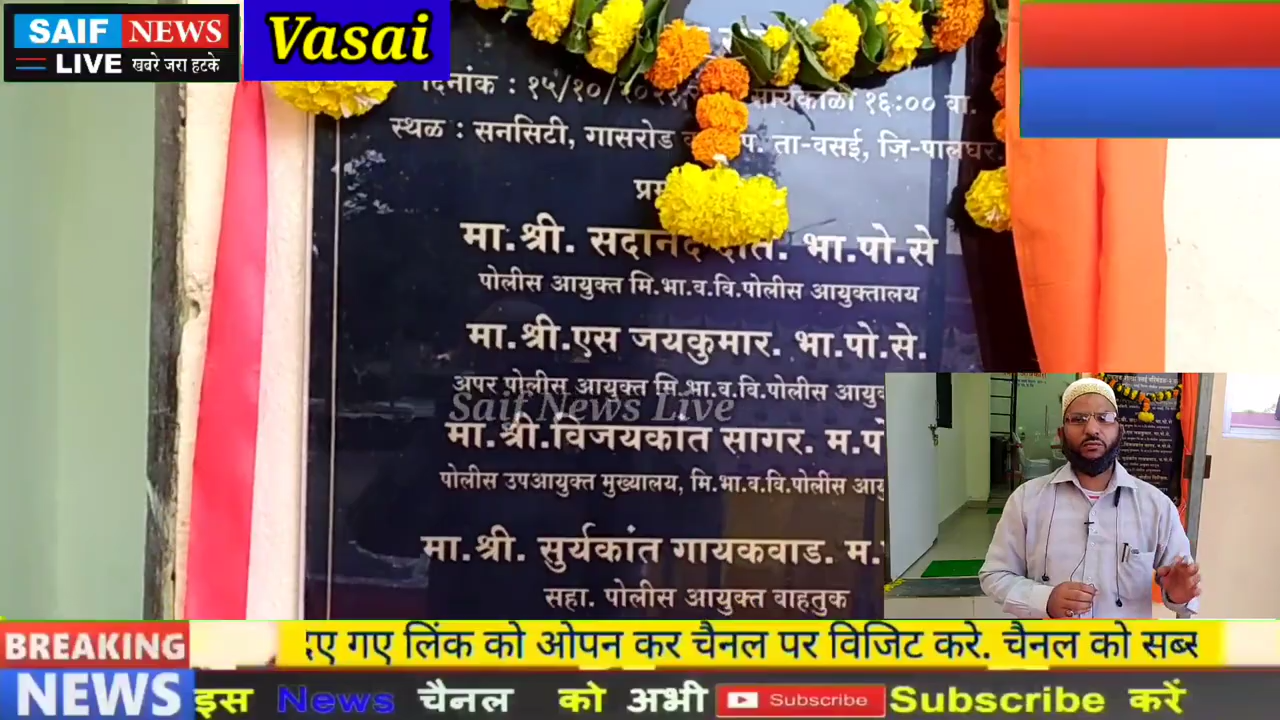 SAIF NEWS
LIVE खबरे जरा हटके
Vasai
दिनांक : १५/१०/ सायंकाळी १६:०० वा.
स्थळ : सनसिटी, गासरोड ता-वसई, जि-पालघर.
मा.श्री. सदानंद दाते. भा.पो.से
पोलीस आयुक्त मि.भा.व.वि.पोलीस आयुक्तालय
मा.श्री.एस जयकुमार. भा.पो.से.
अपर पोलीस आयुक्त मि.भा.व.वि.पोलीस
Saif News Live
मा.श्री.विजयकांत सागर.
पोलीस उपआयुक्त मुख्यालय, मि.भा.व.वि.पोलीस
मा.श्री. सुर्यकांत गायकवाड.
सहा. पोलीस आयुक्त वाहतुक
BREAKING NEWS
गए लिंक को ओपन कर चैनल पर विजिट करे. चैनल को
इस News चैनल को अभी Subscribe Subscribe करें